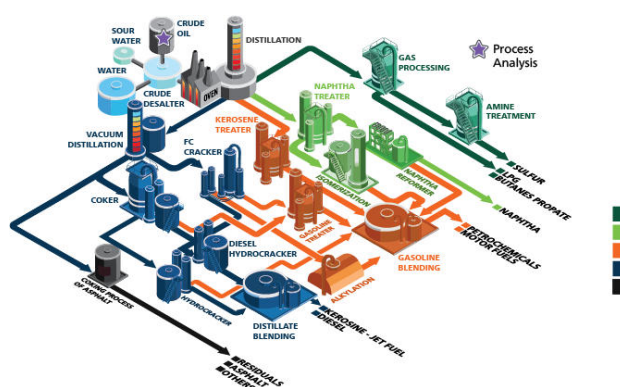 SOUR
WATER
CRUDE
OIL
DISTILLATION
Process
Analysis
WATER
CRUDE
DESALTER
OVEN
GAS
PROCESSING
NAPHTHA
TREATER
AMINE
TREATMENT
VACUUM
DISTILLATION
KEROSENE
TREATER
FC
CRACKER
ISOMERIZATION
NAPHTHA
REFORMER
SULFUR
LPG
BUTANES PROPATE
NAPHTHA
COKER
GASOLINE
TREATER
PETROCHEMICALS
MOTOR FUELS
DIESEL
HYDROCRACKER
GASOLINE
BLENDING
COKING PROCESS
OF ASPHALT
HYDROCRACKER
ALKYLATION
DISTILLATE
BLENDING
KEROSINE - JET FUEL
DIESEL
RESIDUALS
ASPHALT
OTHERS